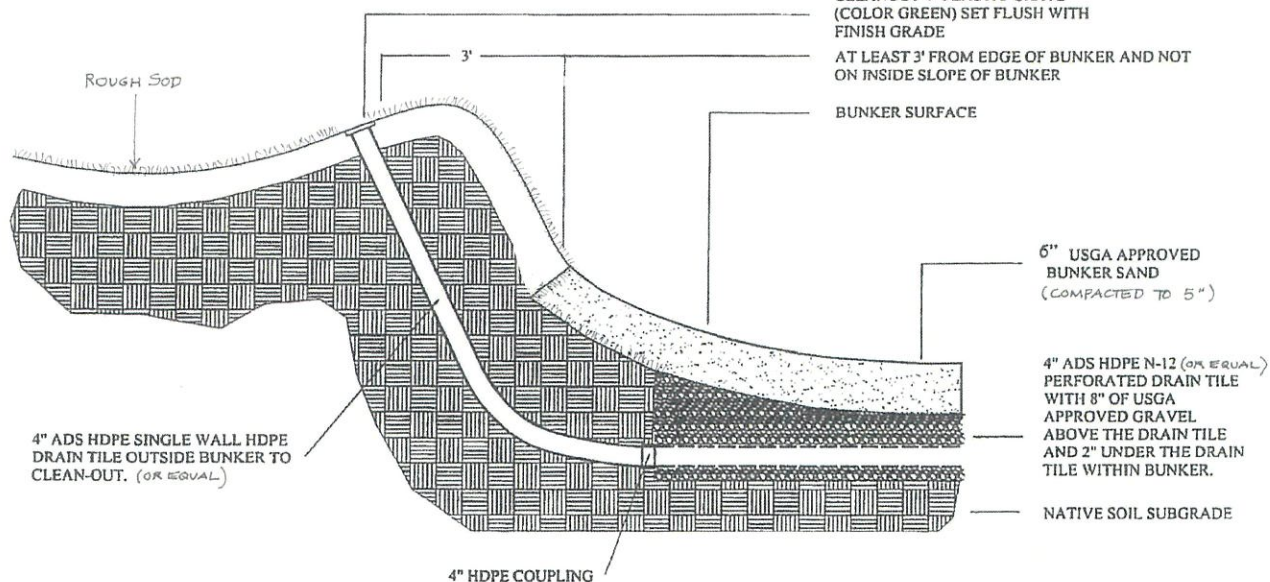 (COLOR GREEN) SET FLUSH WITH
FINISH GRADE
3'
AT LEAST 3' FROM EDGE OF BUNKER AND NOT
ON INSIDE SLOPE OF BUNKER
ROUGH SOD
BUNKER SURFACE
6" USGA APPROVED
BUNKER SAND
(COMPACTED TO 5")
4" ADS HDPE N-12 (OR EQUAL)
PERFORATED DRAIN TILE
WITH 8" OF USGA
APPROVED GRAVEL
ABOVE THE DRAIN TILE
AND 2" UNDER THE DRAIN
TILE WITHIN BUNKER.
4" ADS HDPE SINGLE WALL HDPE
DRAIN TILE OUTSIDE BUNKER TO
CLEAN-OUT. (OR EQUAL)
NATIVE SOIL SUBGRADE
4" HDPE COUPLING